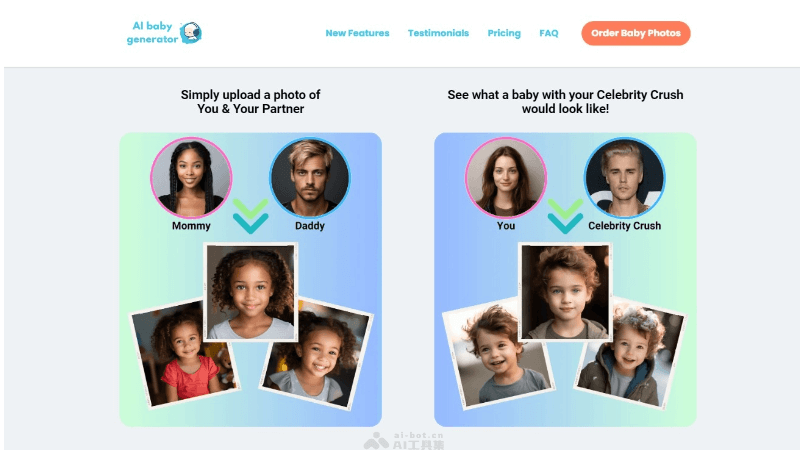 AI baby
generator
New Features
Testimonials
Pricing
FAQ
Order Baby Photos
Simply upload a photo of
You & Your Partner
Mommy
Daddy
See what a baby with your Celebrity Crush
would look like!
You
Celebrity Crush
ai-bot.cn
AI工具集